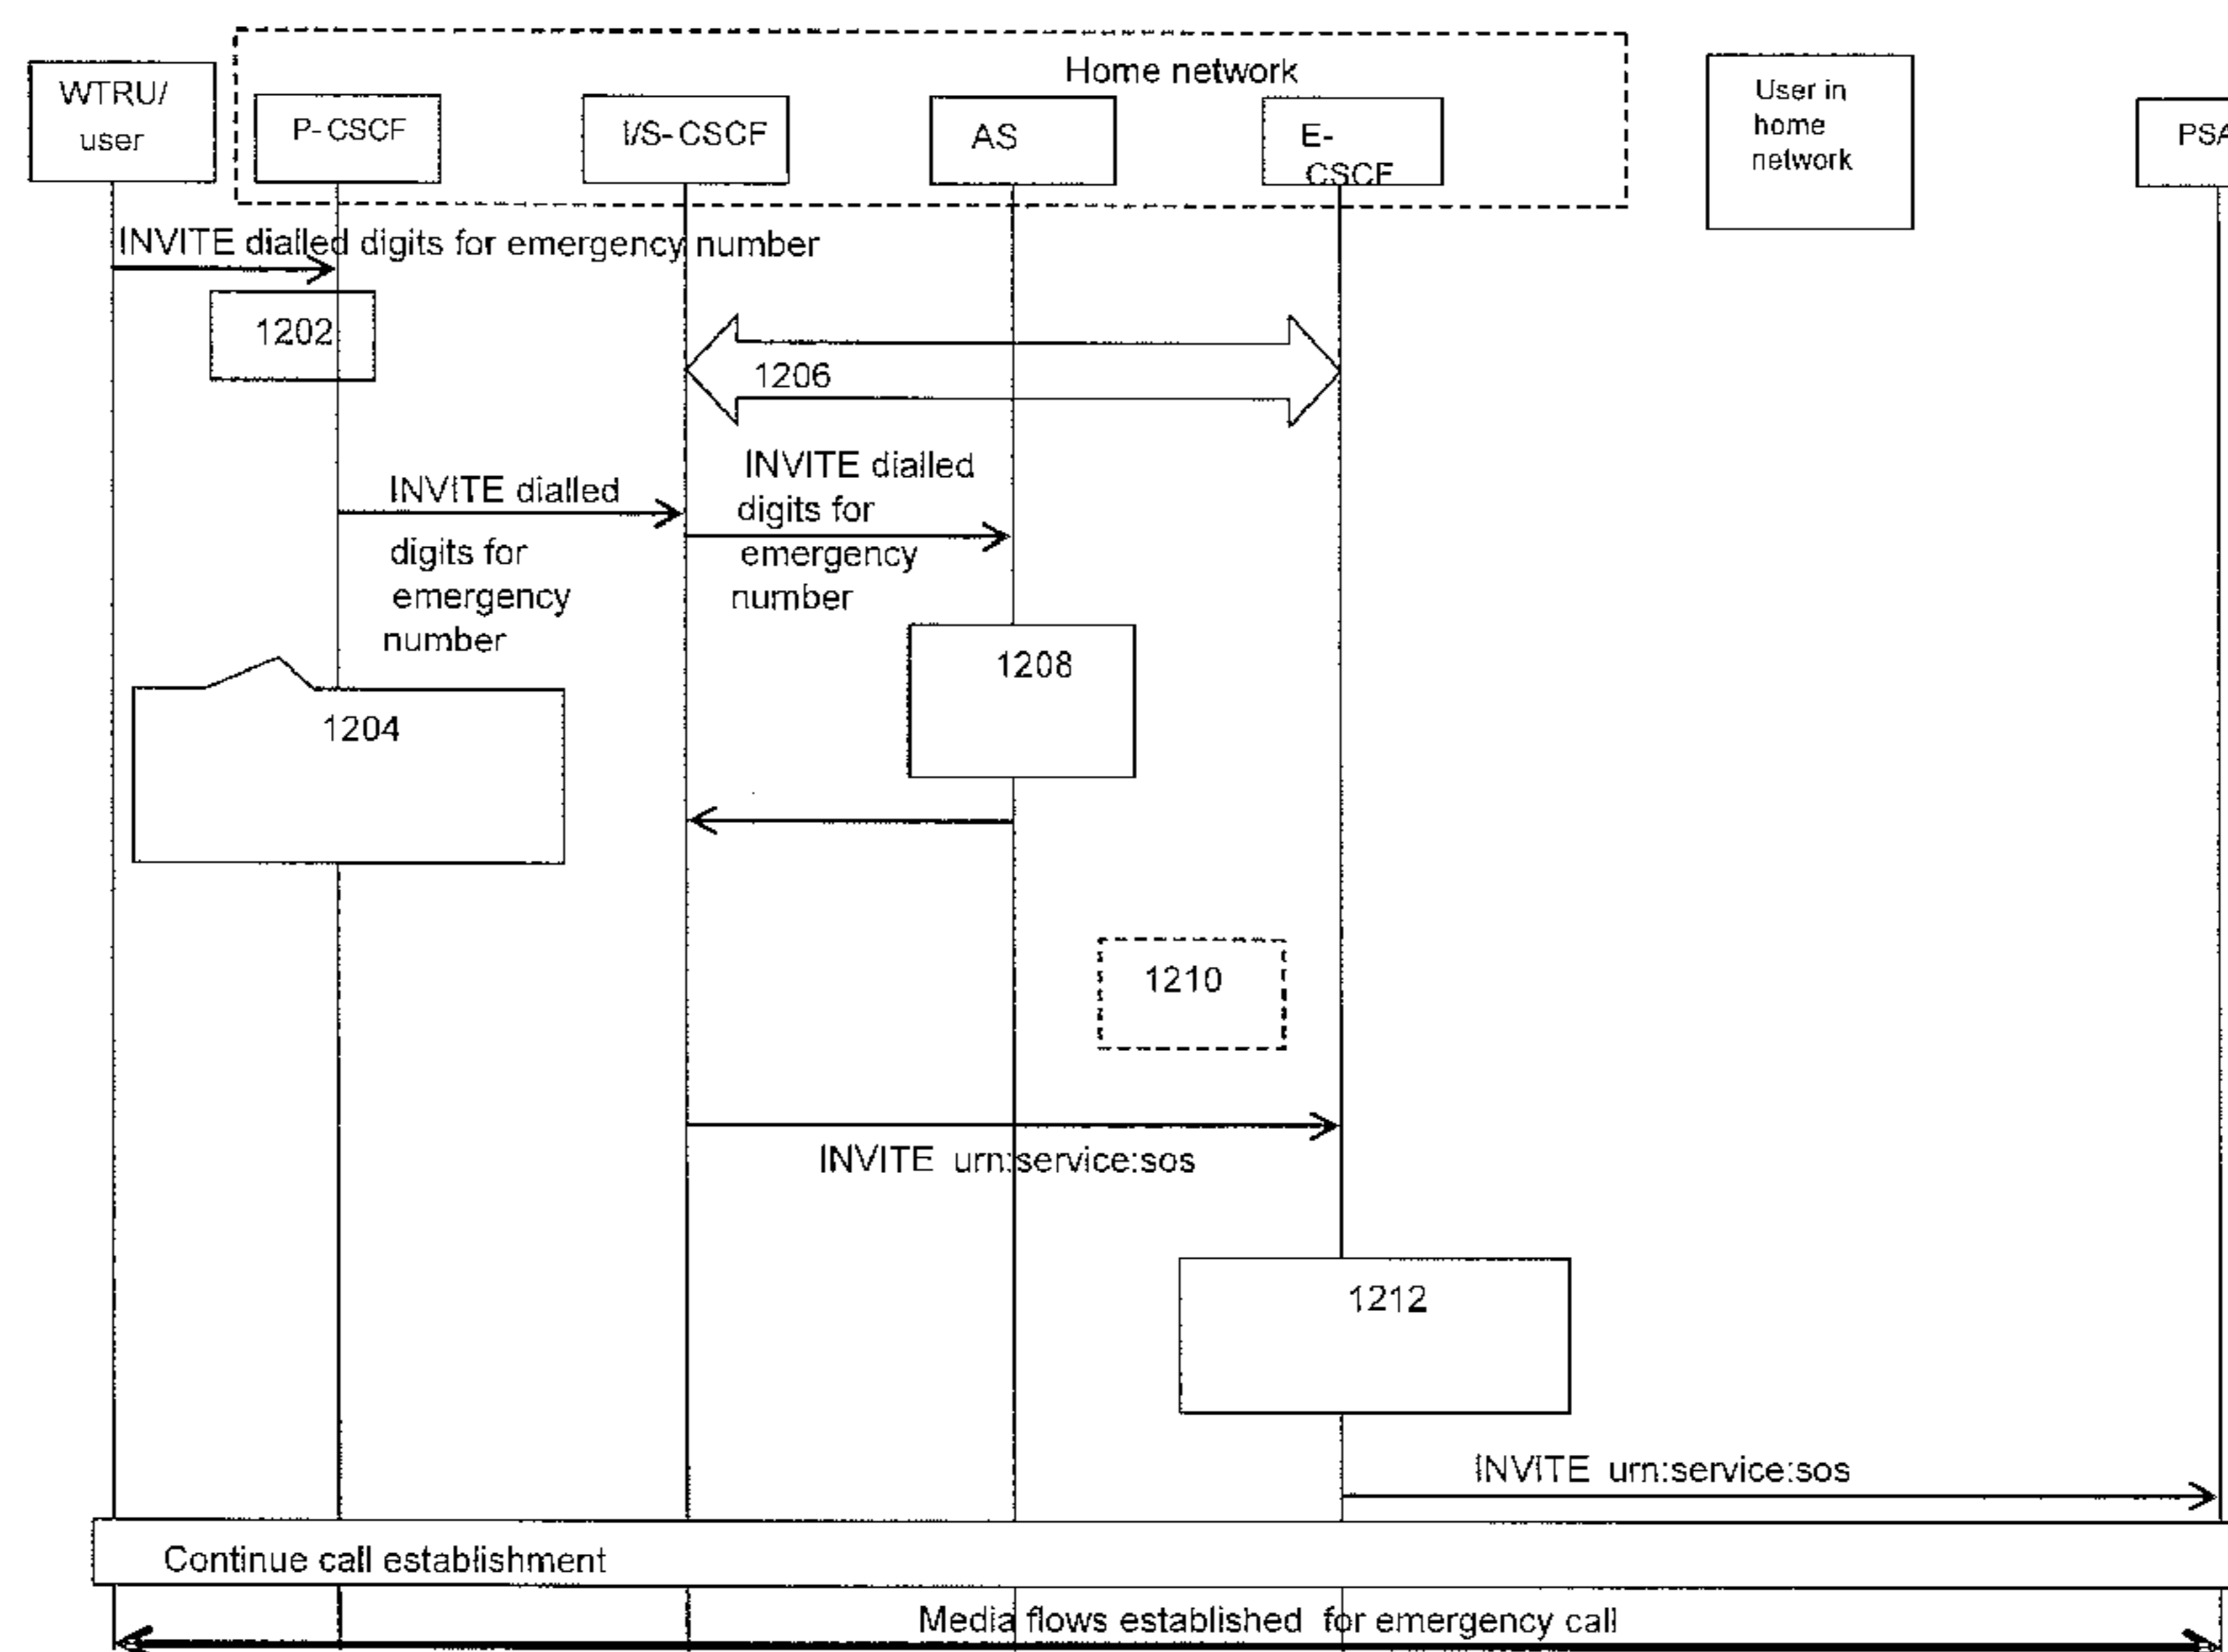 Home network
WTRU/
user
P-CSCF
I/S-CSCF
AS
E-
CSCF
User in
home
network
PSA
INVITE dialled digits for emergency number
1202
1206
INVITE dialled
digits for
emergency
number
INVITE dialled
digits for
emergency
number
1208
1204
1210
INVITE urn:service:sos
1212
INVITE urn:service:sos
Continue call establishment
Media flows established for emergency call